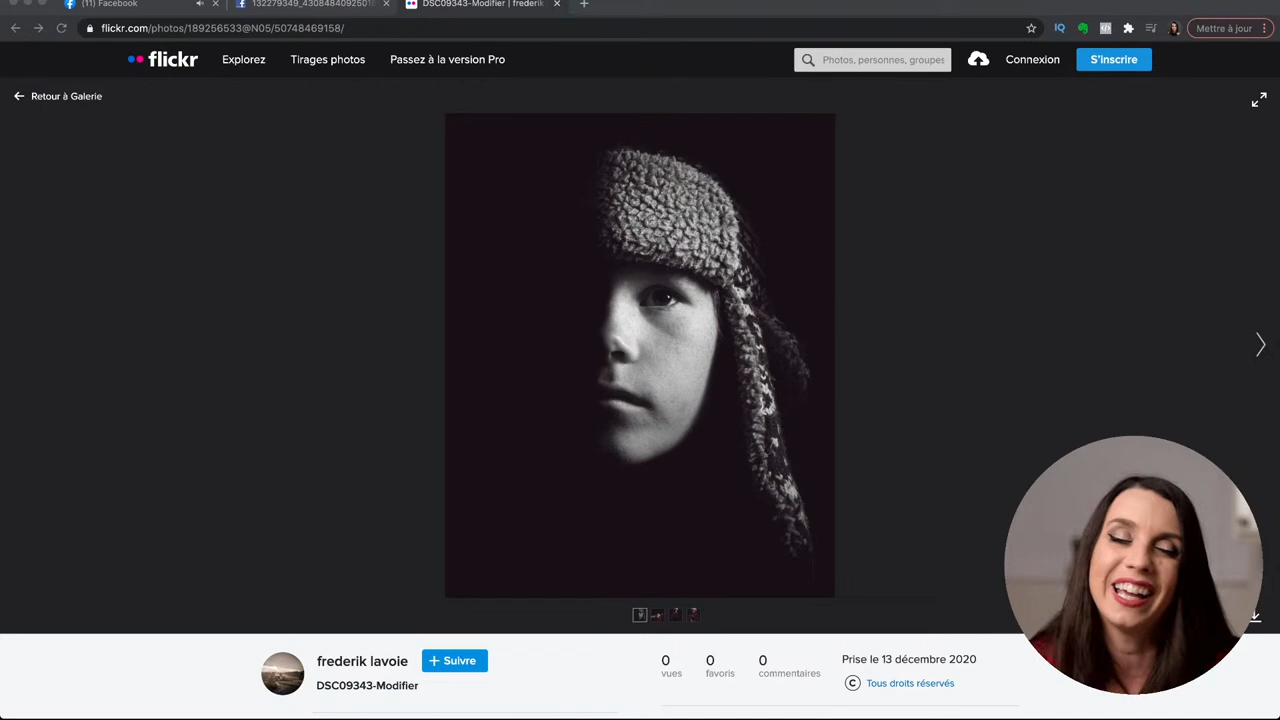 (11) Facebook
132279349_43084840925016
DSC09343-Modifier | frederik
flickr.com/photos/189256533@N05/50748469158/
IQ
Mettre à jour
flickr
Explorez
Tirages photos
Passez à la version Pro
Photos, personnes, groupes
Connexion
S'inscrire
Retour à Galerie
frederik lavoie
+ Suivre
DSC09343-Modifier
0
vues
0
favoris
0
commentaires
Prise le 13 décembre 2020
© Tous droits réservés